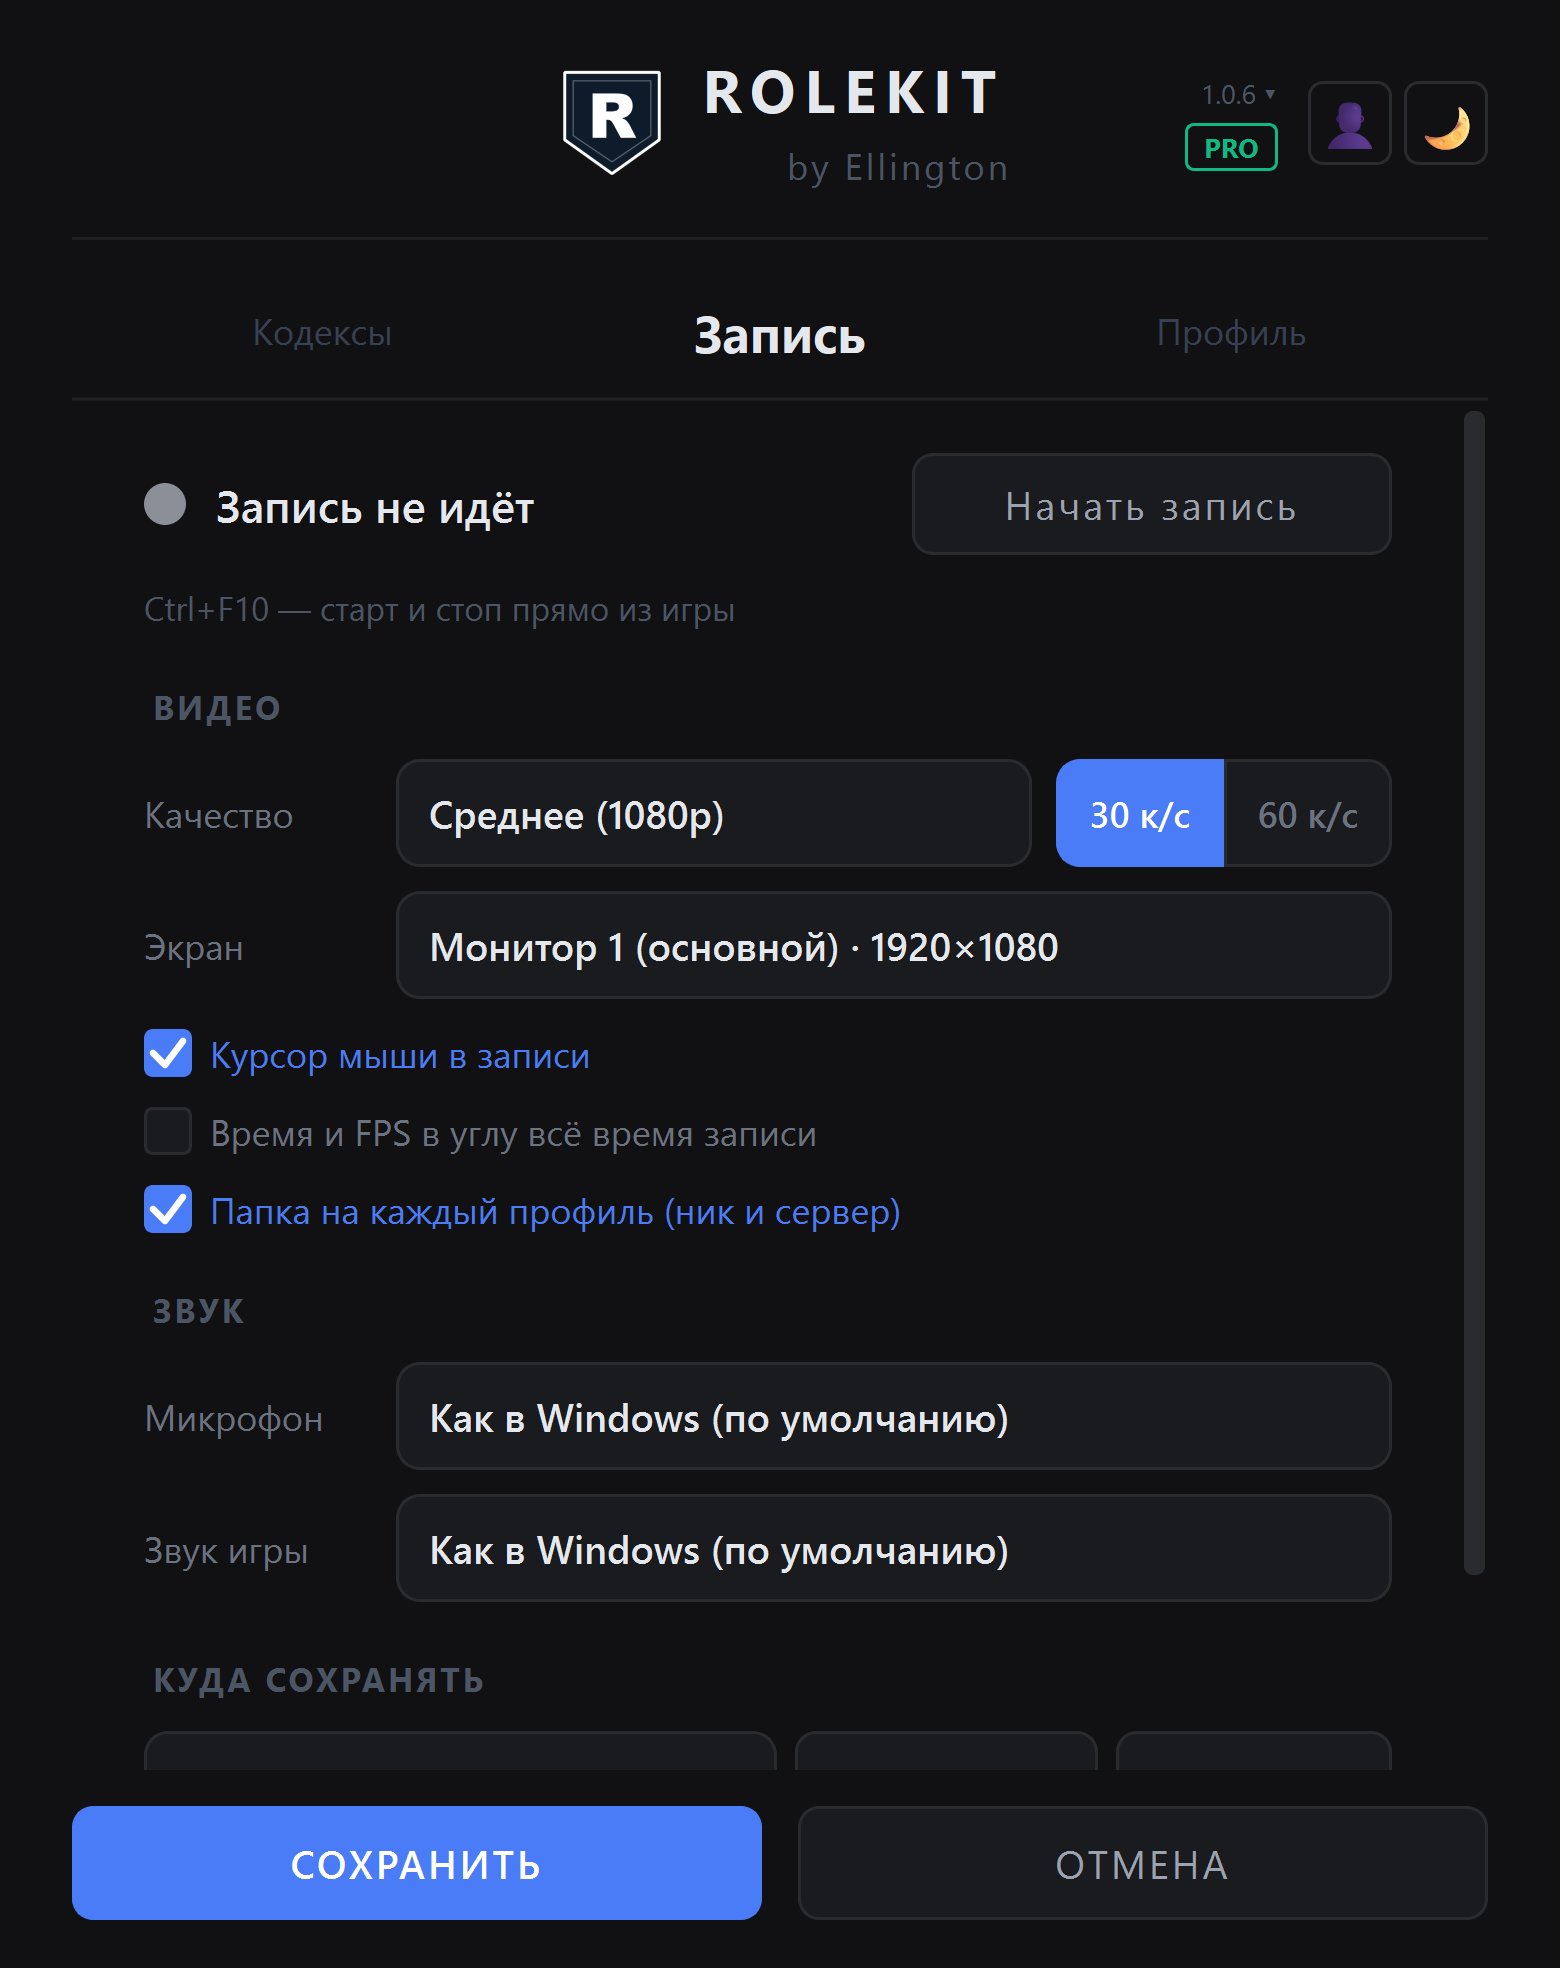 R
ROLEKIT
by Ellington
1.0.6 ▾
PRO
Кодексы
Запись
Профиль
Запись не идёт
Начать запись
Ctrl+F10 — старт и стоп прямо из игры
ВИДЕО
Качество
Среднее (1080p)
30 к/с
60 к/с
Экран
Монитор 1 (основной) · 1920×1080
Курсор мыши в записи
Время и FPS в углу всё время записи
Папка на каждый профиль (ник и сервер)
ЗВУК
Микрофон
Как в Windows (по умолчанию)
Звук игры
Как в Windows (по умолчанию)
КУДА СОХРАНЯТЬ
СОХРАНИТЬ
ОТМЕНА